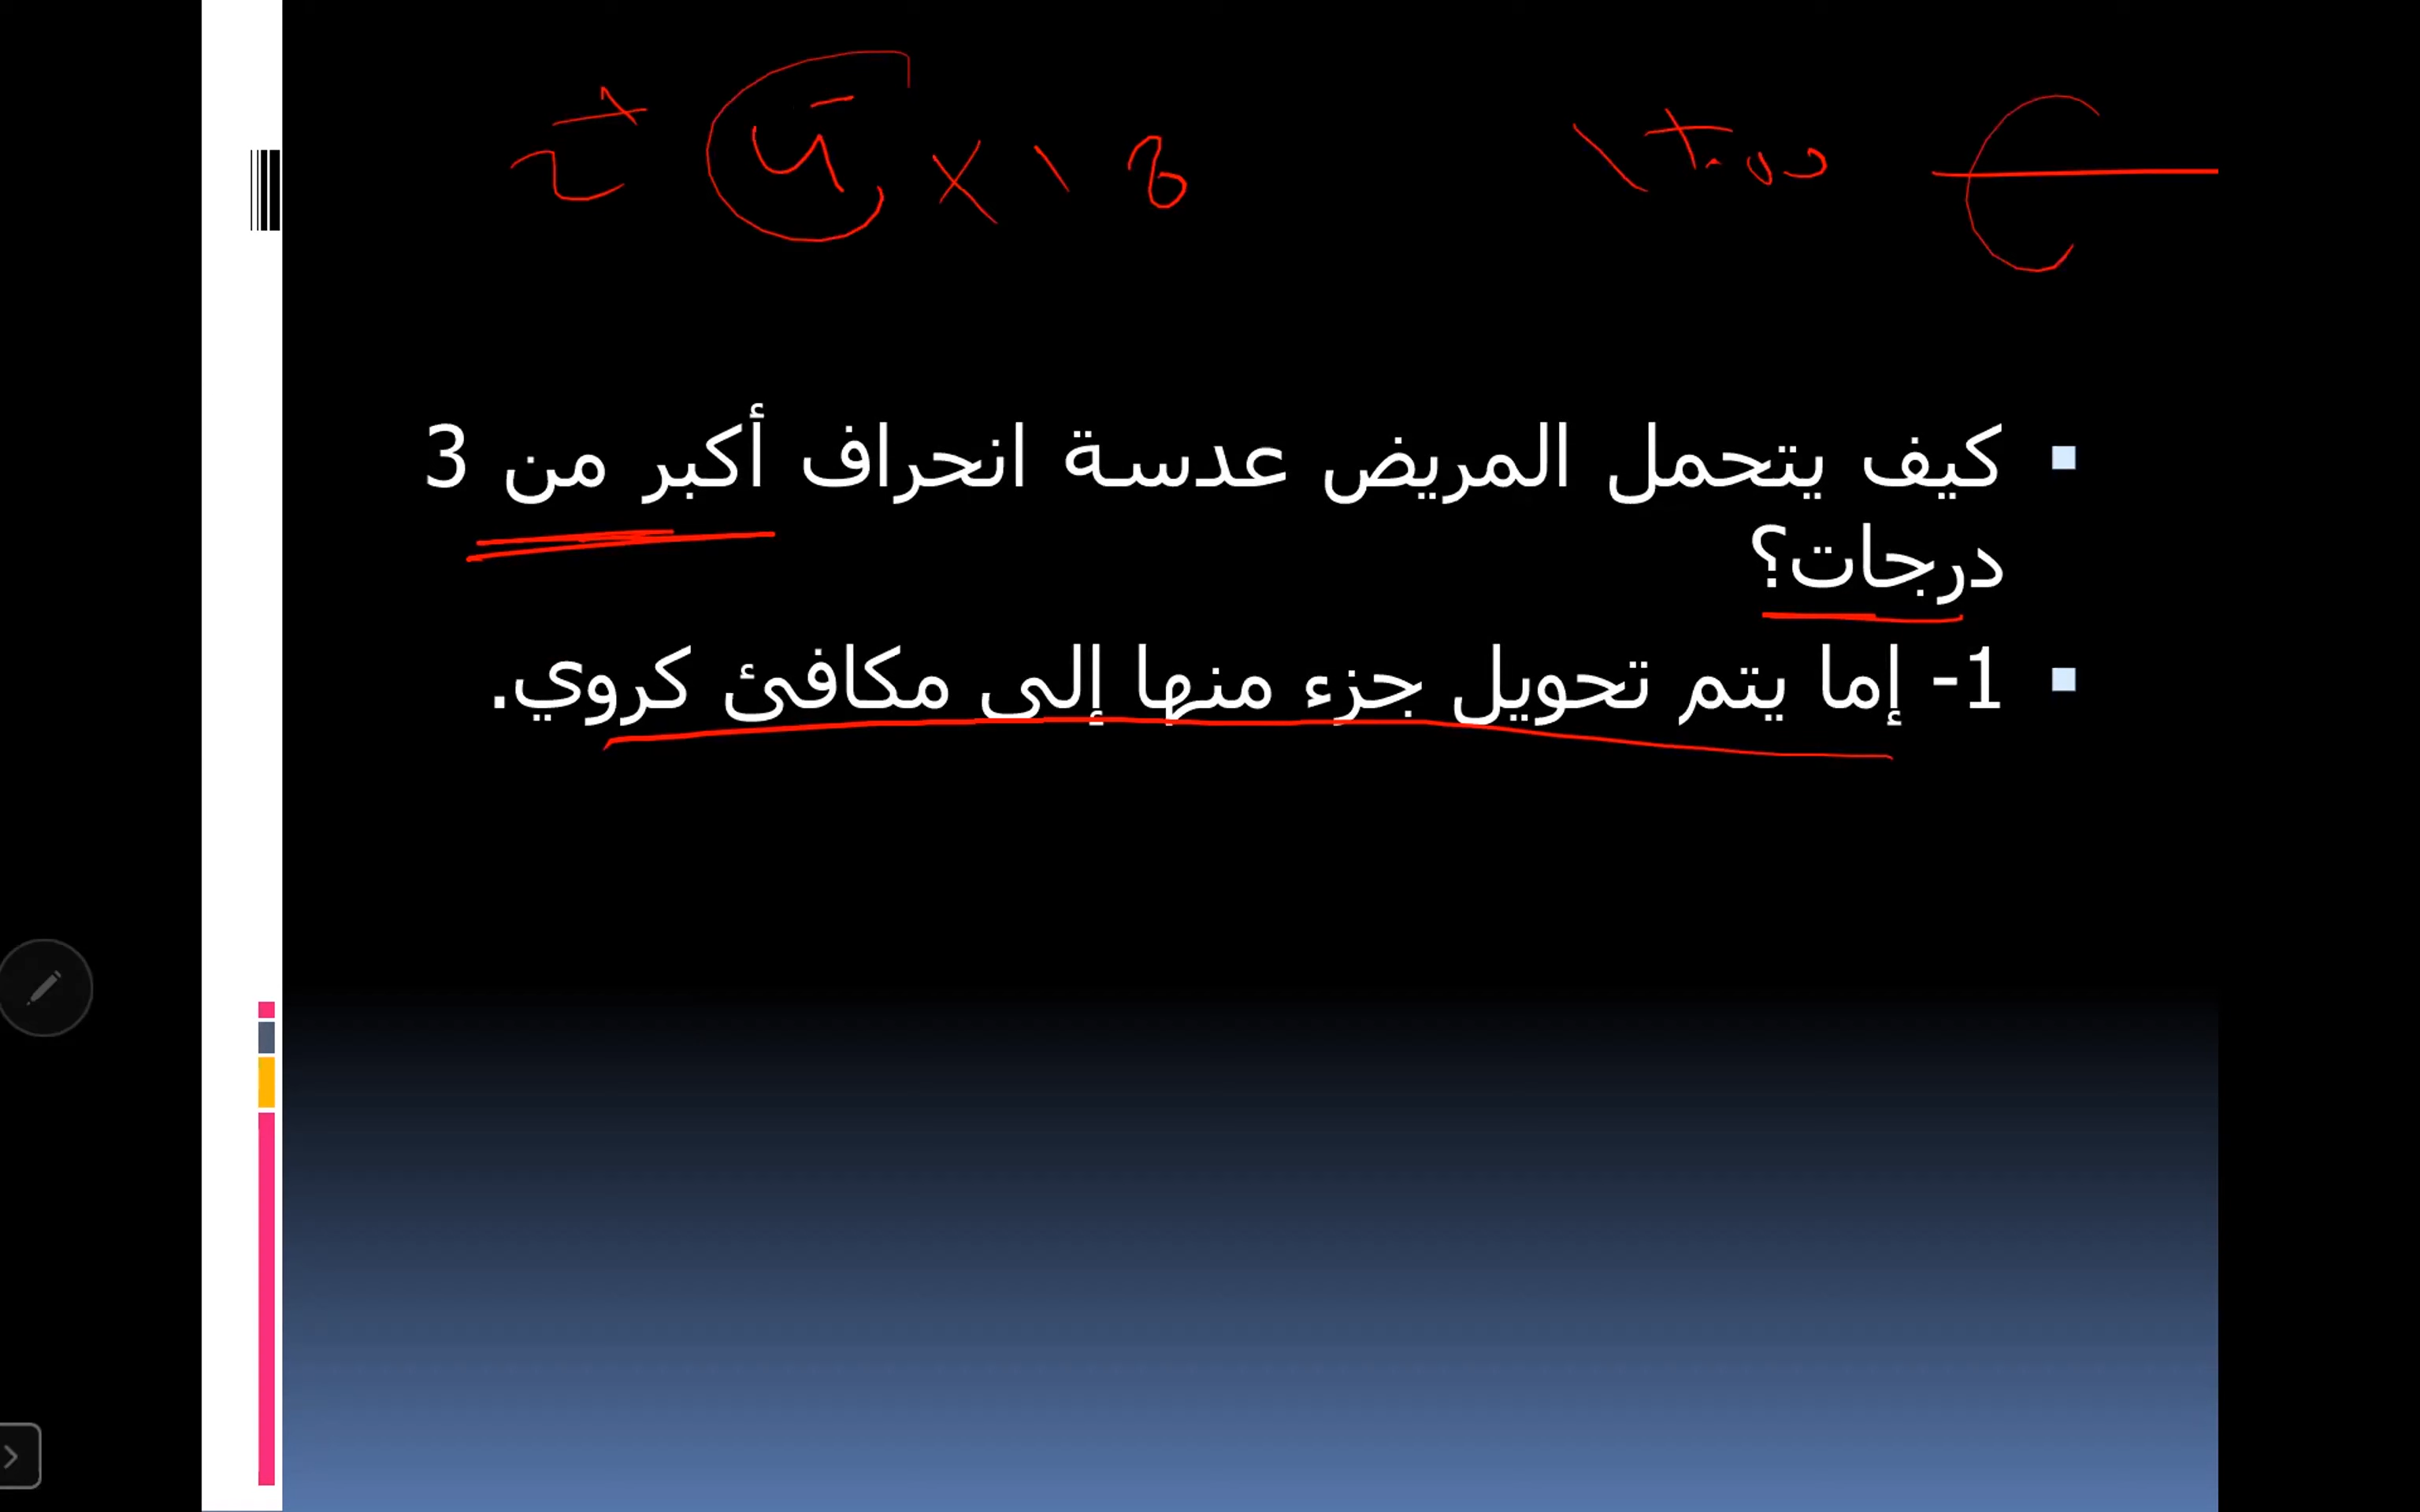 كيف يتحمل المريض عدسة انحراف أكبر من 3
درجات؟
1- إما يتم تحويل جزء منها إلى مكافئ كروي.